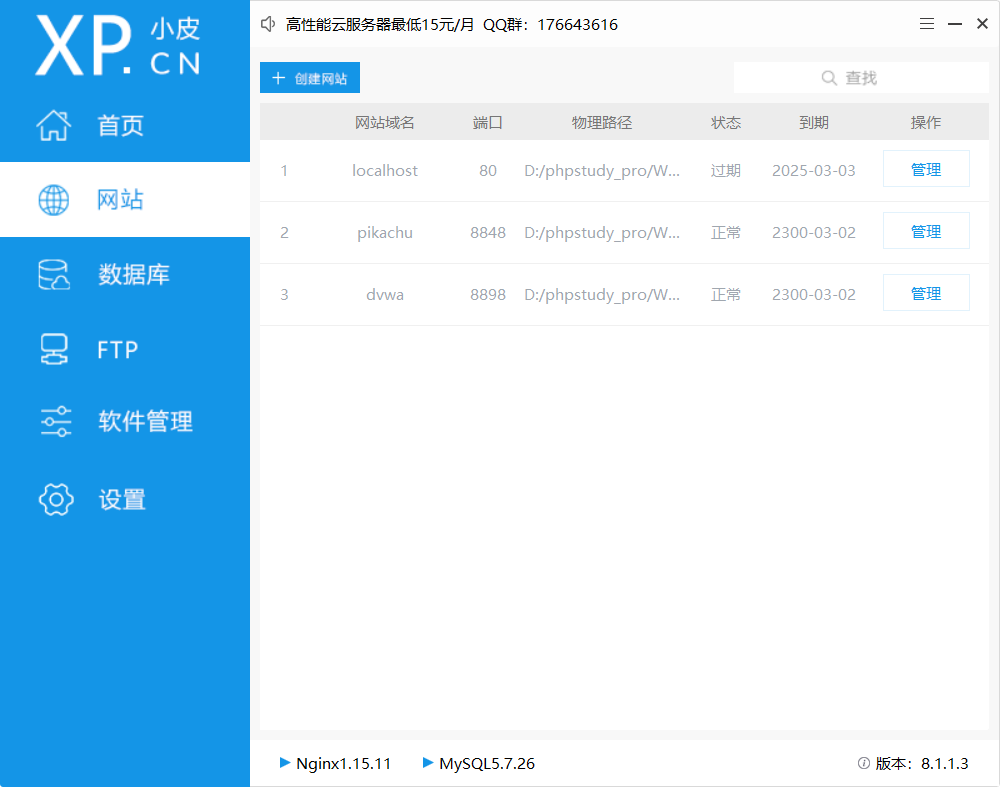 XP. 小皮 CN
高性能云服务器最低15元/月 QQ群：176643616
首页
网站
数据库
FTP
软件管理
设置
创建网站
查找
网站域名 端口 物理路径 状态 到期 操作
1 localhost 80 D:/phpstudy_pro/W... 过期 2025-03-03 管理
2 pikachu 8848 D:/phpstudy_pro/W... 正常 2300-03-02 管理
3 dvwa 8898 D:/phpstudy_pro/W... 正常 2300-03-02 管理
Nginx1.15.11 MySQL5.7.26 版本：8.1.1.3